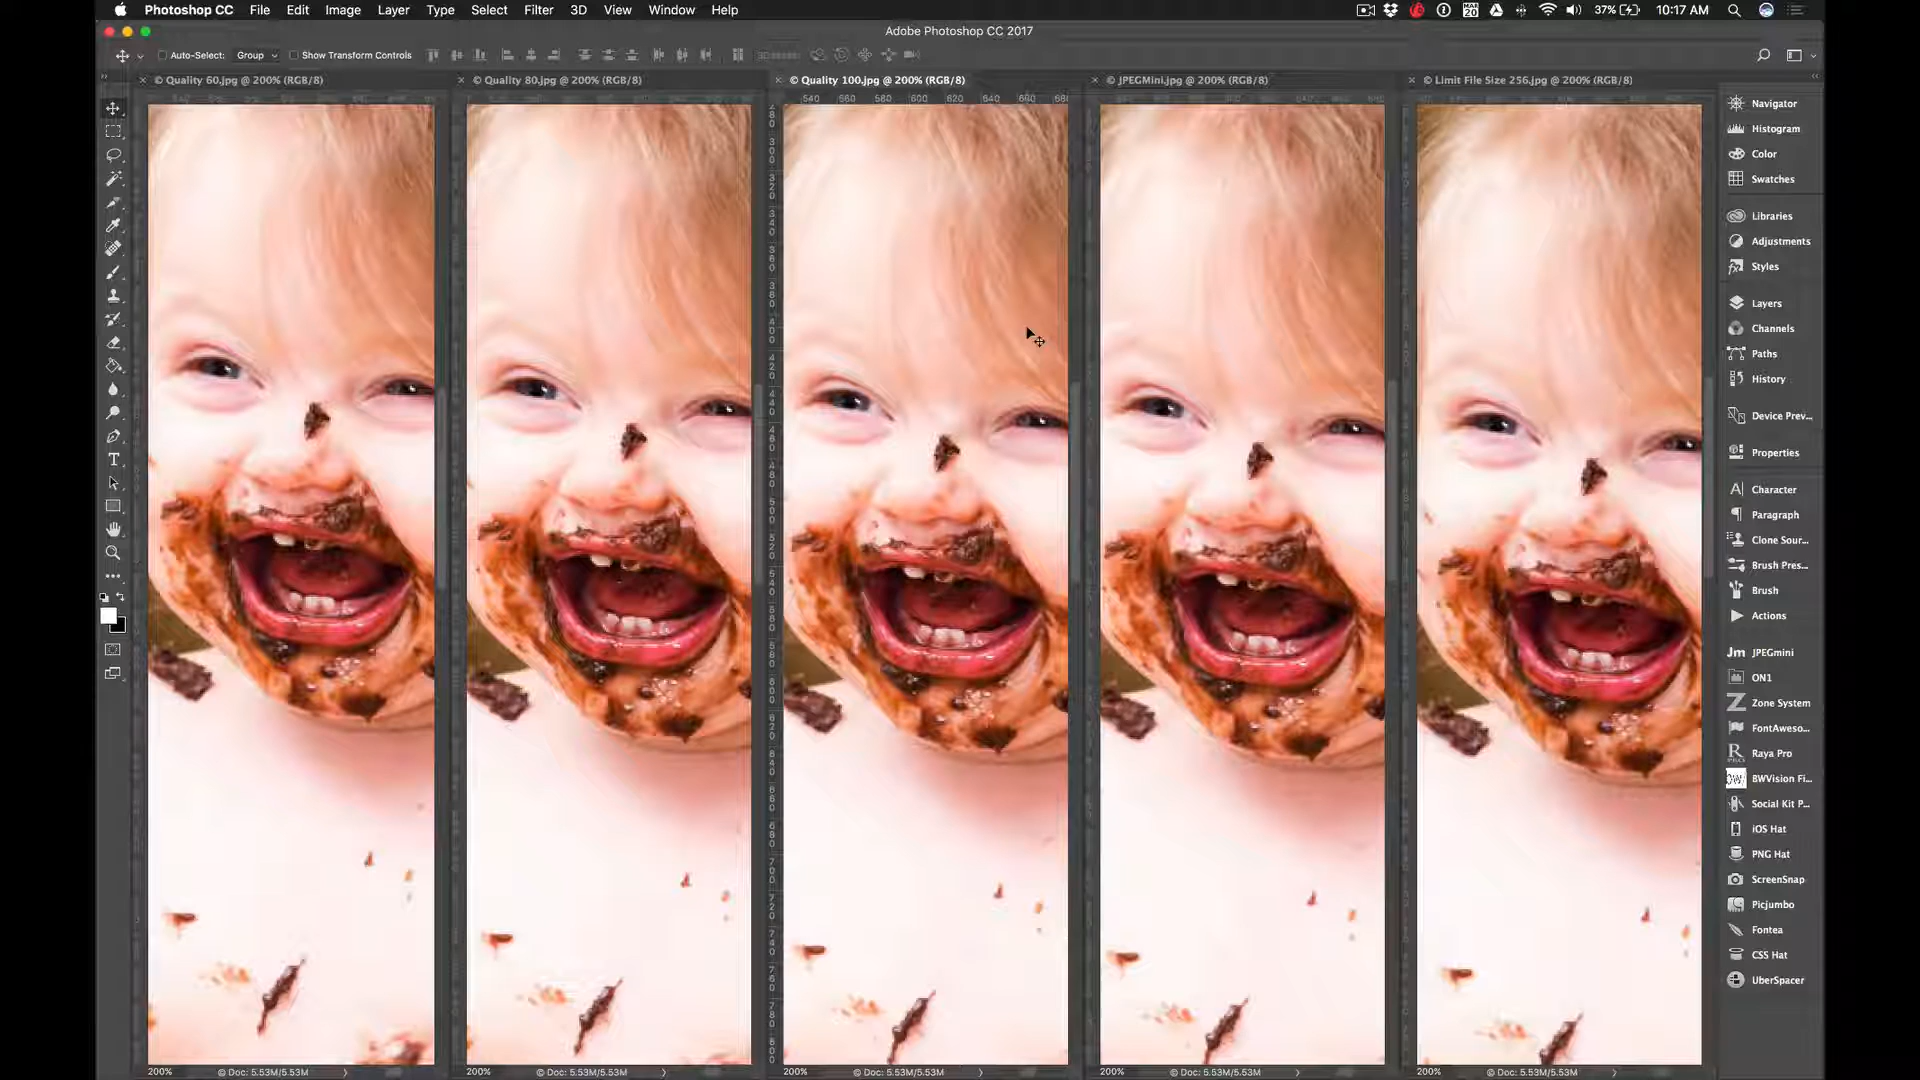 Photoshop CC File Edit Image Layer Type Select Filter 3D View Window Help 37% 10:17 AM
MAR 20
Adobe Photoshop CC 2017
Auto-Select: Group Show Transform Controls
© Quality 60.jpg @ 200% (RGB/8)
© Quality 80.jpg @ 200% (RGB/8)
© Quality 100.jpg @ 200% (RGB/8)
© JPEGMini.jpg @ 200% (RGB/8)
© Limit File Size 256.jpg @ 200% (RGB/8)
540 560 580 600 620 640 660
Navigator
Histogram
Color
Swatches
Libraries
Adjustments
Styles
Layers
Channels
Paths
History
Device Prev...
Properties
Character
Paragraph
Clone Sour...
Brush Pres...
Brush
Actions
Jm JPEGmini
ON1
Zone System
FontAweso...
Raya Pro
BWVision Fi...
Social Kit P...
iOS Hat
PNG Hat
ScreenSnap
Picjumbo
Fontea
CSS Hat
UberSpacer
200% © Doc: 5.53M/5.53M
200% © Doc: 5.53M/5.53M
200% © Doc: 5.53M/5.53M
200% © Doc: 5.53M/5.53M
200% © Doc: 5.53M/5.53M